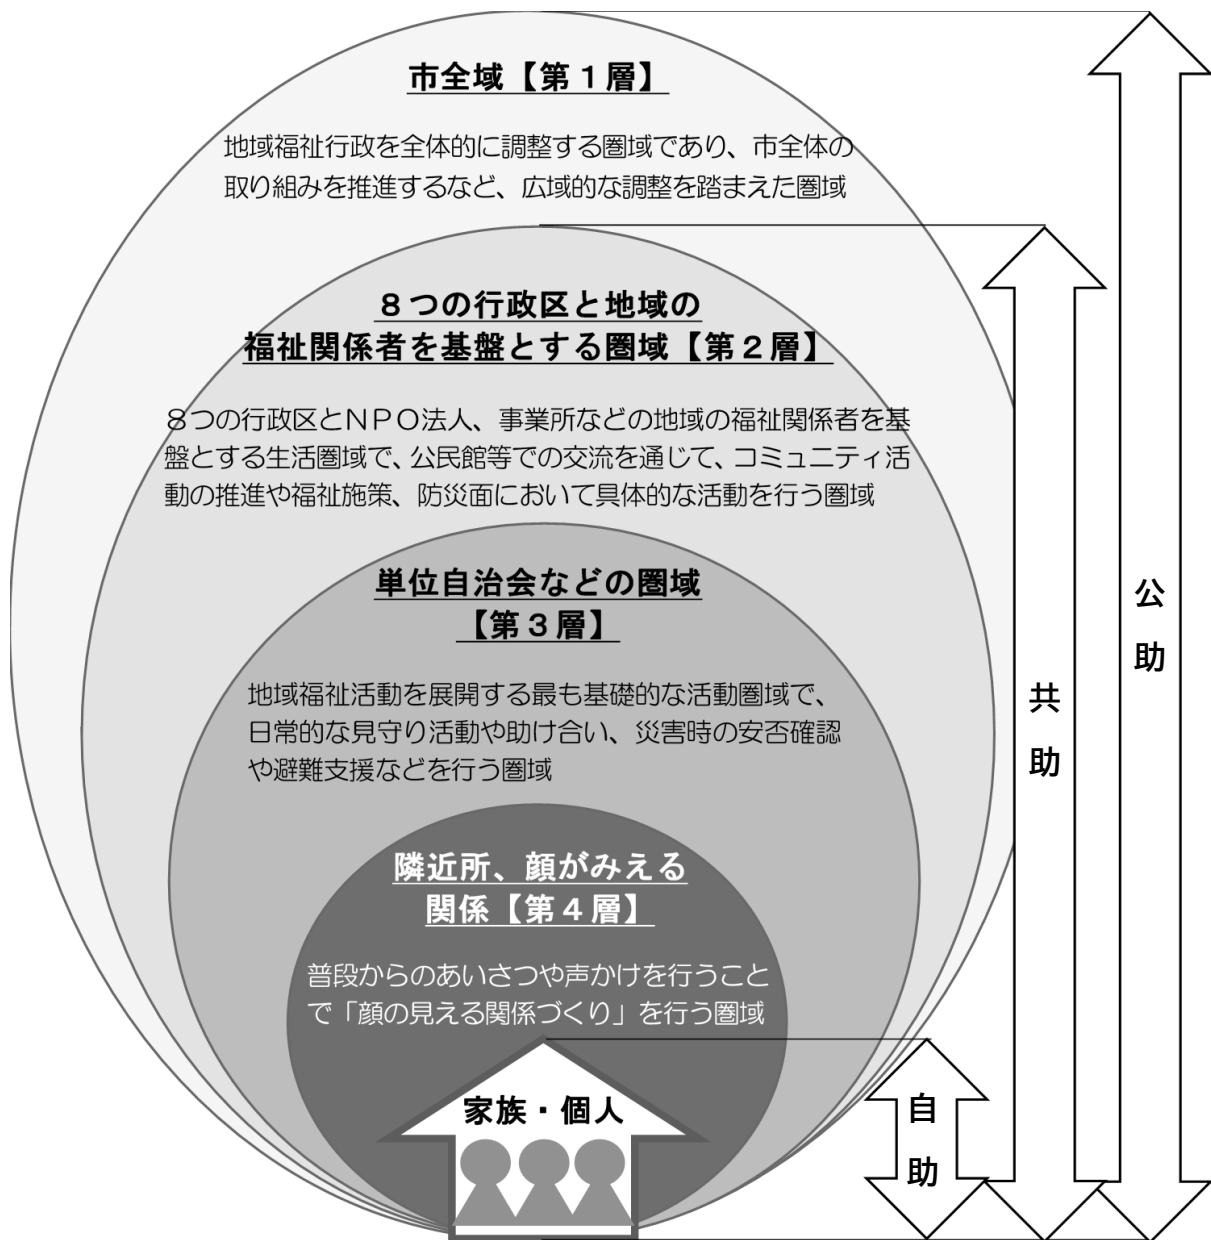 市全域【第１層】
地域福祉行政を全体的に調整する圏域であり、市全体の
取り組みを推進するなど、広域的な調整を踏まえた圏域
８つの行政区と地域の
福祉関係者を基盤とする圏域【第２層】
８つの行政区とＮＰＯ法人、事業所などの地域の福祉関係者を基
盤とする生活圏域で、公民館等での交流を通じて、コミュニティ活
動の推進や福祉施策、防災面において具体的な活動を行う圏域
単位自治会などの圏域
【第３層】
地域福祉活動を展開する最も基礎的な活動圏域で、
日常的な見守り活動や助け合い、災害時の安否確認
や避難支援などを行う圏域
隣近所、顔がみえる
関係【第４層】
普段からのあいさつや声かけを行うこと
で「顔の見える関係づくり」を行う圏域
家族・個人
自助
共助
公助